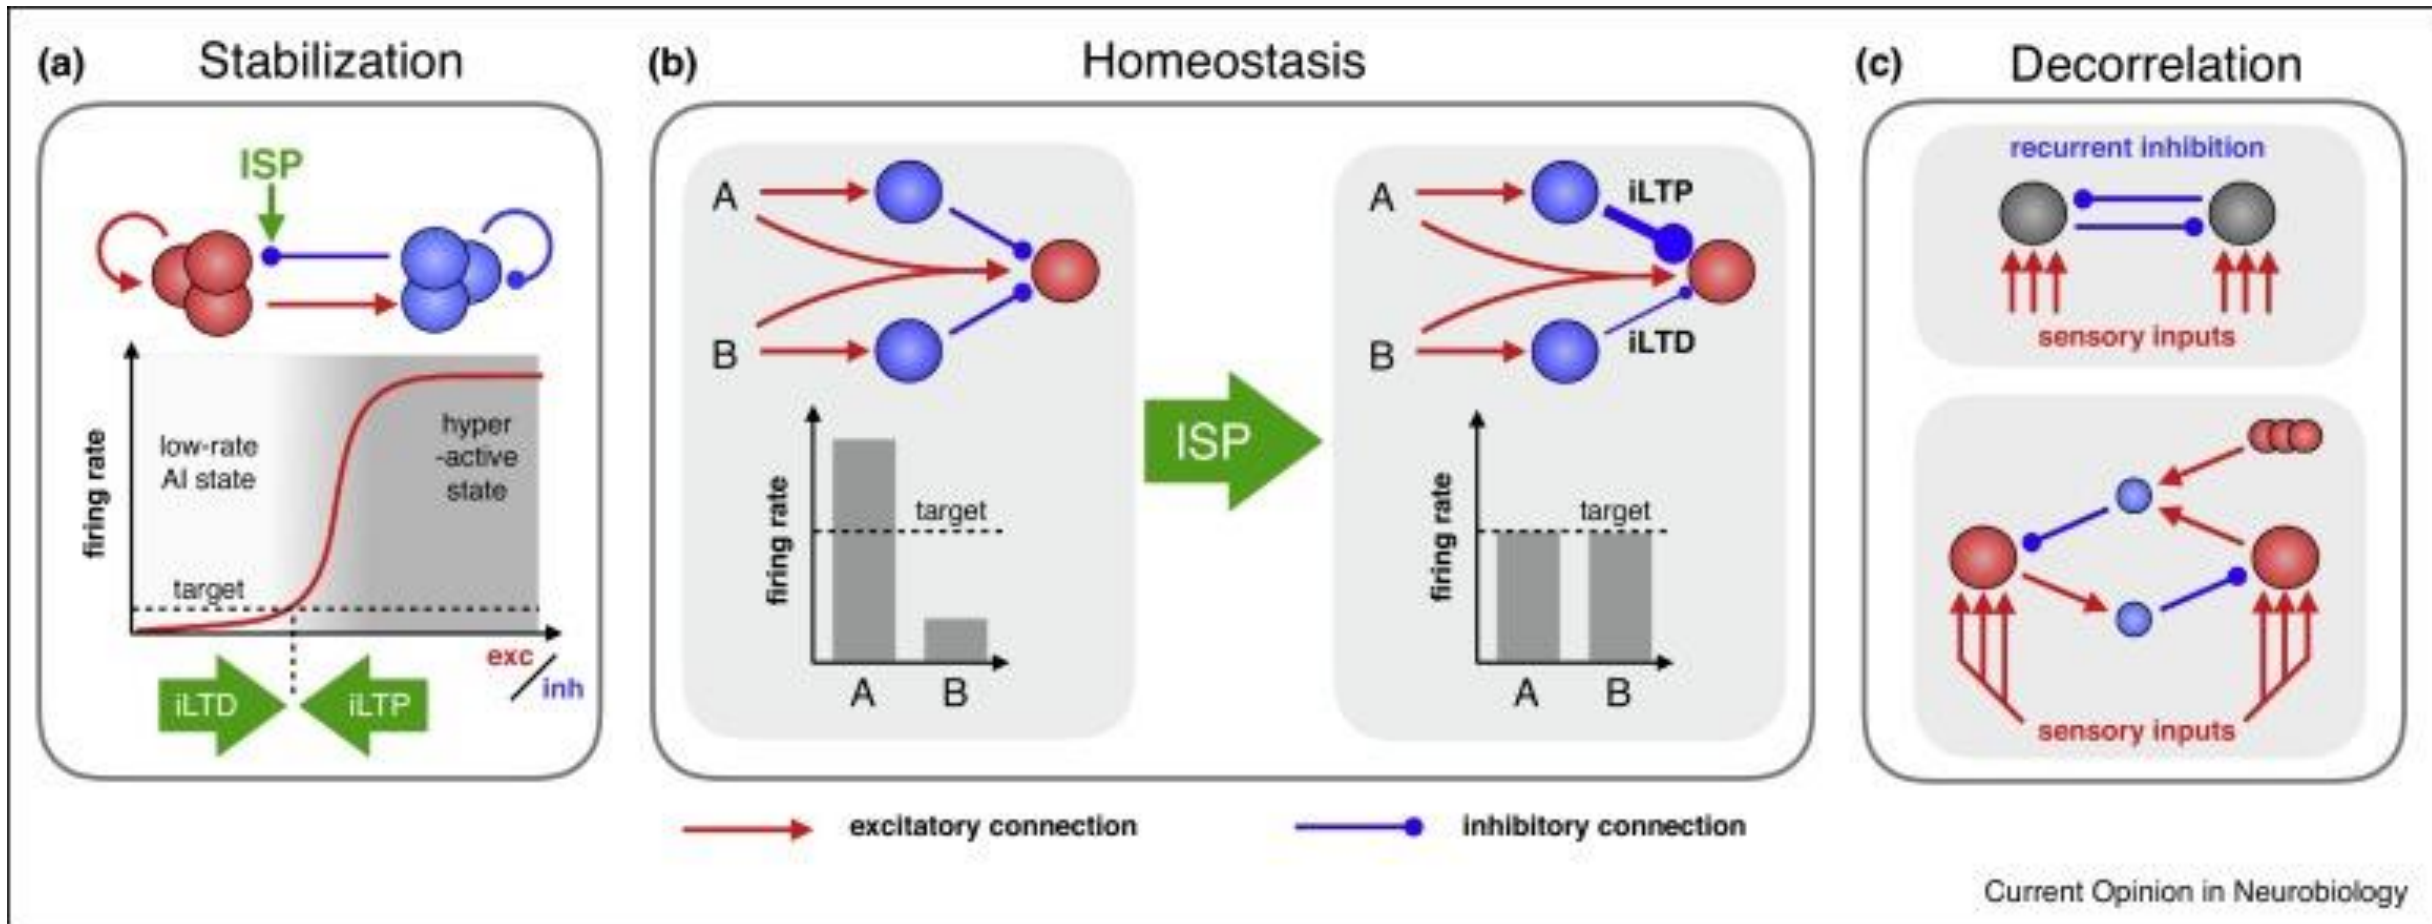 (a) Stabilization
ISP
firing rate
low-rate
AI state
hyper
-active
state
target
exc
inh
iLTD
iLTP
(b) Homeostasis
A
B
firing rate
target
A B
ISP
A
B
iLTP
iLTD
firing rate
target
A B
(c) Decorrelation
recurrent inhibition
sensory inputs
sensory inputs
excitatory connection
inhibitory connection
Current Opinion in Neurobiology